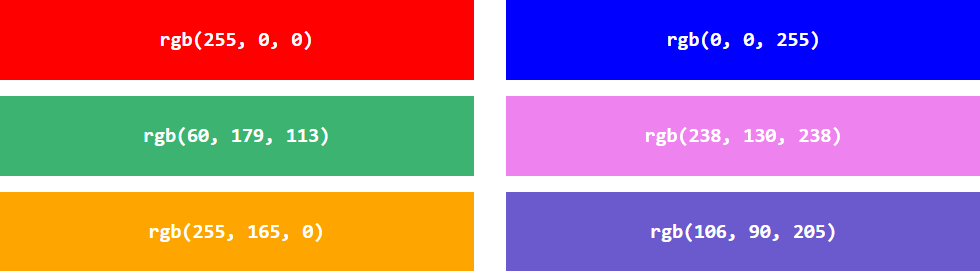 rgb(255, 0, 0)
rgb(0, 0, 255)
rgb(60, 179, 113)
rgb(238, 130, 238)
rgb(255, 165, 0)
rgb(106, 90, 205)